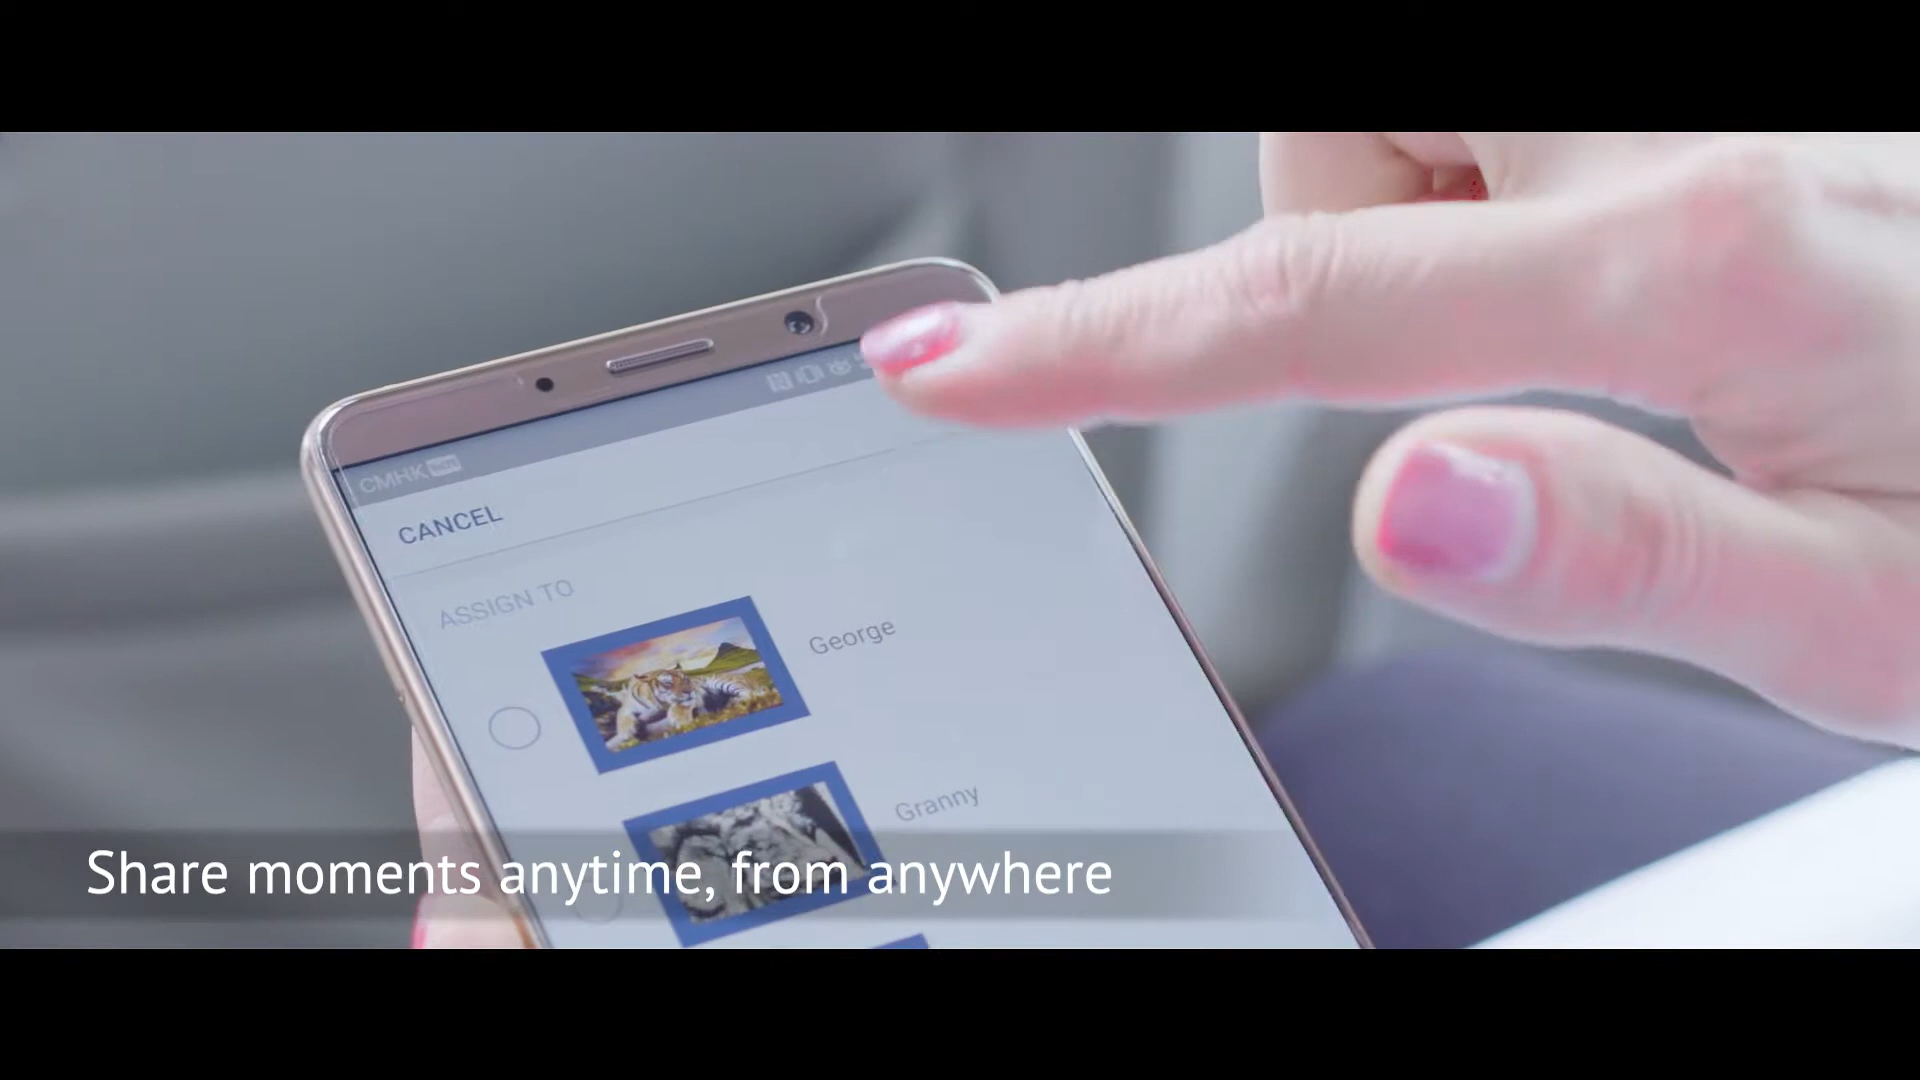 CMHK
CANCEL
ASSIGN TO
George
Granny
Share moments anytime, from anywhere